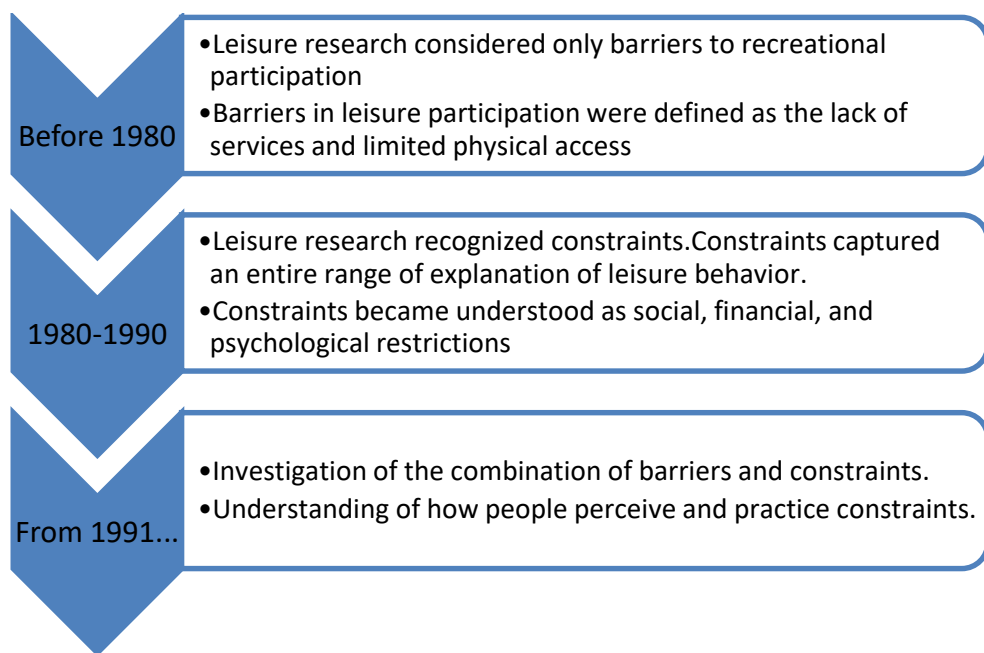 Before 1980
•Leisure research considered only barriers to recreational
participation
•Barriers in leisure participation were defined as the lack of
services and limited physical access
1980-1990
•Leisure research recognized constraints.Constraints captured
an entire range of explanation of leisure behavior.
•Constraints became understood as social, financial, and
psychological restrictions
From 1991...
•Investigation of the combination of barriers and constraints.
•Understanding of how people perceive and practice constraints.